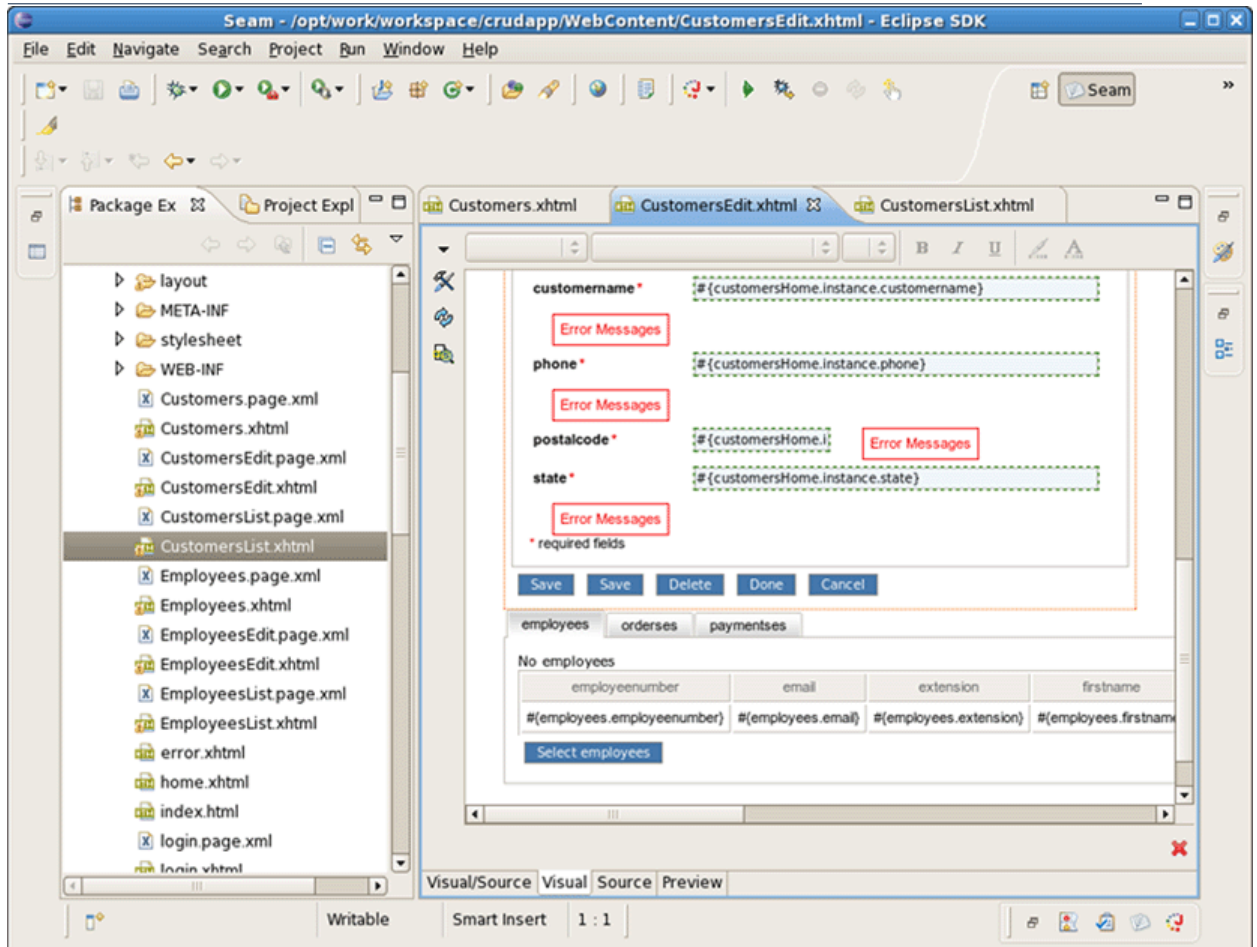 Seam - /opt/work/workspace/crudapp/WebContent/CustomersEdit.xhtml - Eclipse SDK
File Edit Navigate Search Project Run Window Help
Seam
Package Ex
Project Expl
layout
META-INF
stylesheet
WEB-INF
Customers.page.xml
Customers.xhtml
CustomersEdit.page.xml
CustomersEdit.xhtml
CustomersList.page.xml
CustomersList.xhtml
Employees.page.xml
Employees.xhtml
EmployeesEdit.page.xml
EmployeesEdit.xhtml
EmployeesList.page.xml
EmployeesList.xhtml
error.xhtml
home.xhtml
index.html
login.page.xml
login.xhtml
Customers.xhtml CustomersEdit.xhtml CustomersList.xhtml
B I U A
customername * #{customersHome.instance.customername}
Error Messages
phone * #{customersHome.instance.phone}
Error Messages
postalcode * #{customersHome.i Error Messages
state * #{customersHome.instance.state}
Error Messages
* required fields
Save Save Delete Done Cancel
employees orderses paymentses
No employees
employeenumber email extension firstname
#{employees.employeenumber} #{employees.email} #{employees.extension} #{employees.firstname
Select employees
Visual/Source Visual Source Preview
Writable Smart Insert 1 : 1